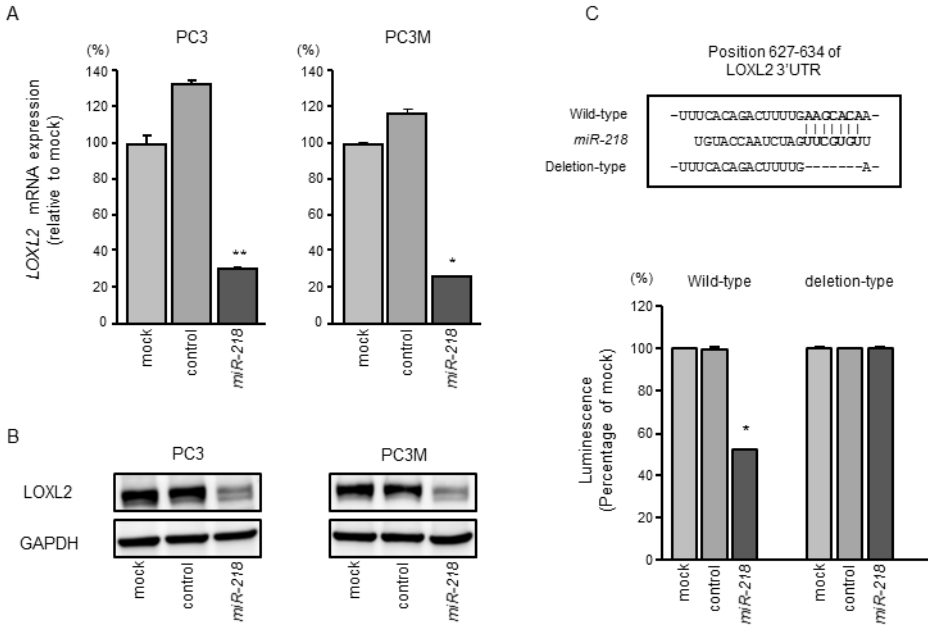 A
PC3
PC3M
(%)
(%)
LOXL2 mRNA expression
(relative to mock)
140
120
100
80
60
40
20
0
**
mock
control
miR-218
140
120
100
80
60
40
20
0
*
mock
control
miR-218
B
PC3
PC3M
LOXL2
GAPDH
mock
control
miR-218
mock
control
miR-218
C
Position 627-634 of
LOXL2 3'UTR
Wild-type -UUUCACAGACUUUUGAAGCACAA-
miR-218 UGUACCAAUCUAGUUCGUGUU
Deletion-type -UUUCACAGACUUUUG-------A-
(%)
Wild-type
deletion-type
Luminescence
(Percentage of mock)
120
100
80
60
40
20
0
*
mock
control
miR-218
mock
control
miR-218